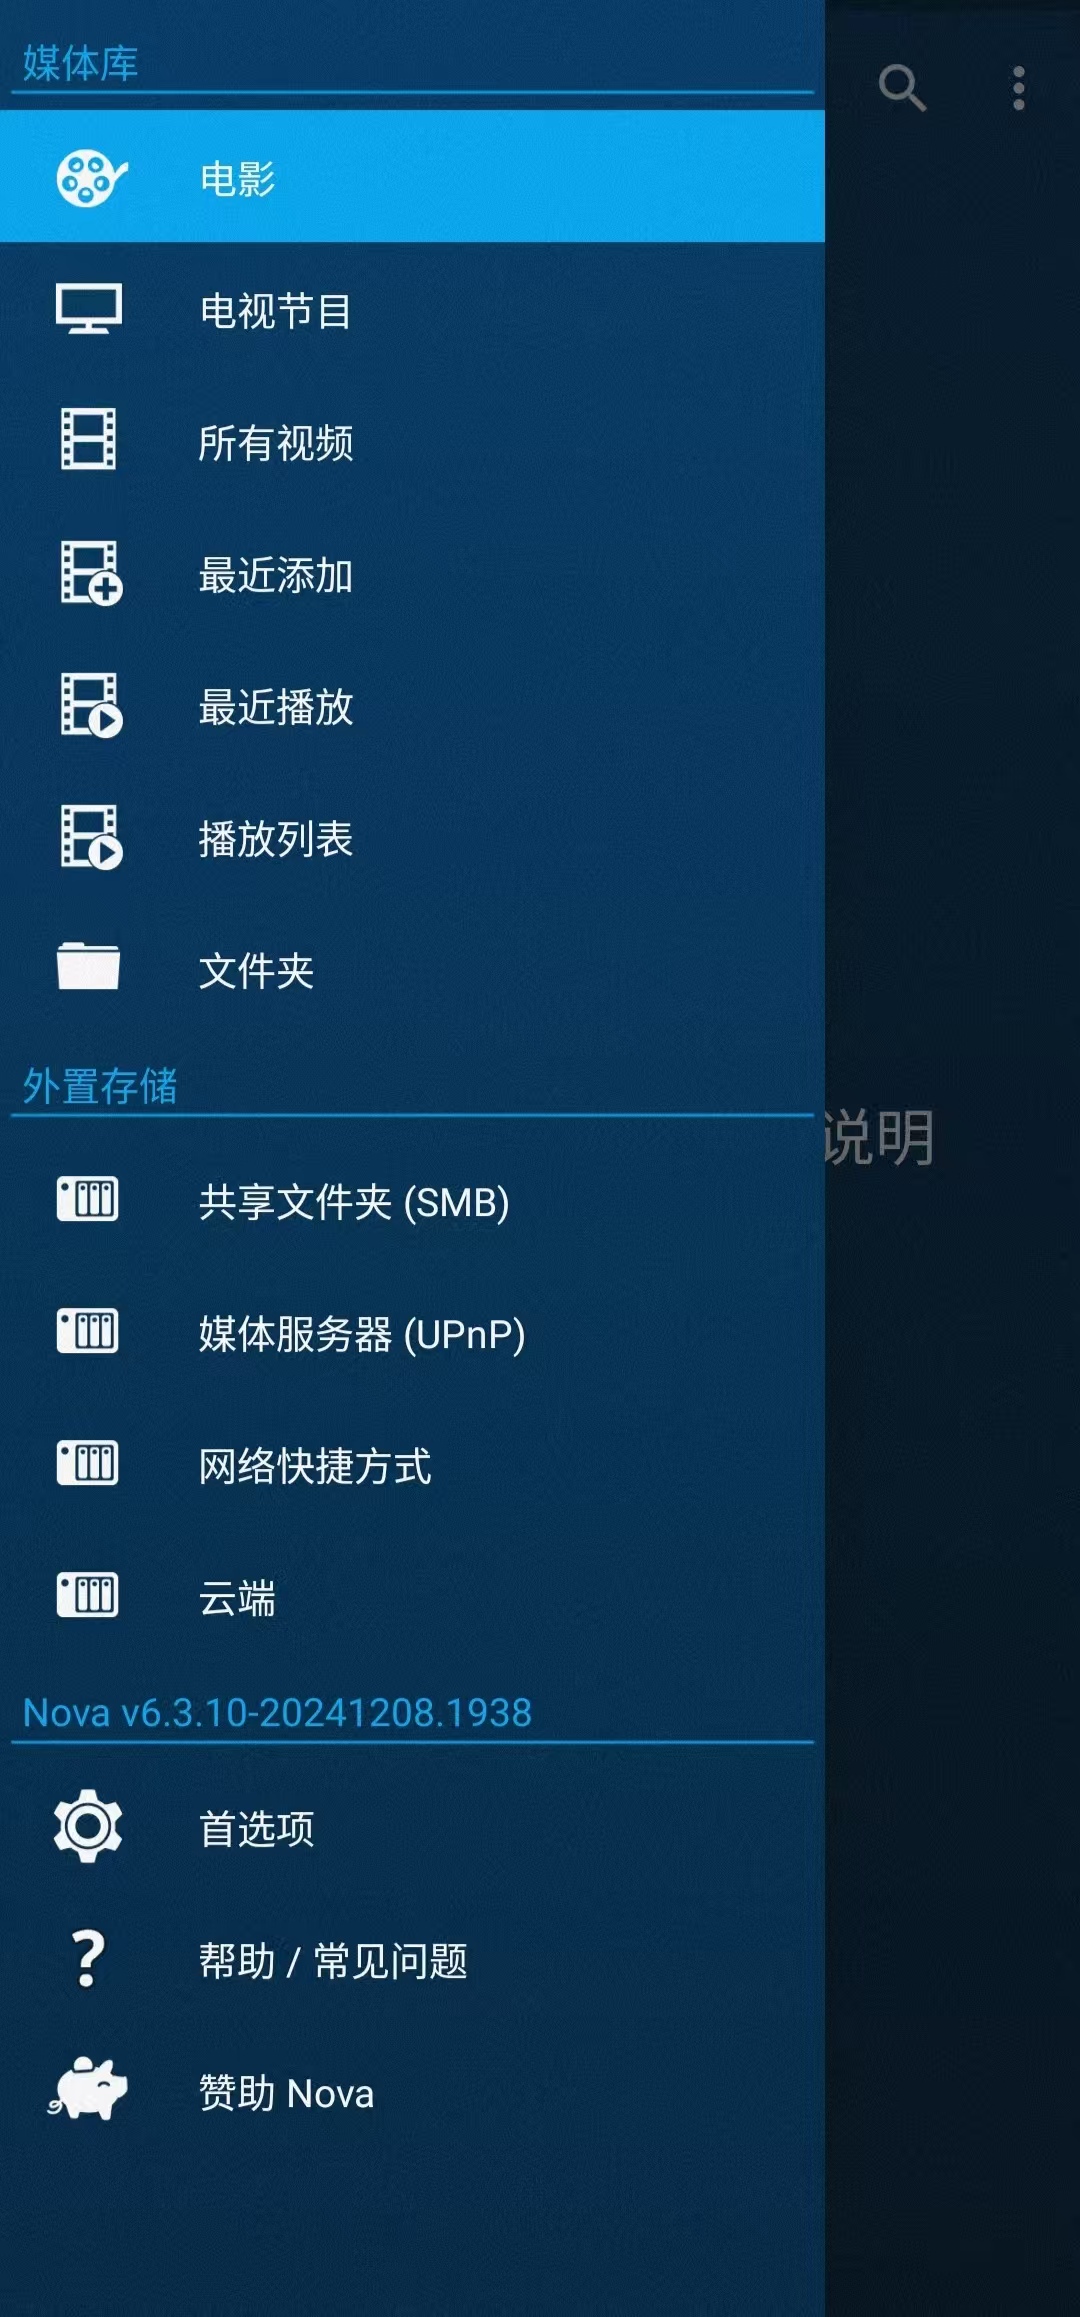 媒体库
电影
电视节目
所有视频
最近添加
最近播放
播放列表
文件夹
外置存储
说明
共享文件夹 (SMB)
媒体服务器 (UPnP)
网络快捷方式
云端
Nova v6.3.10-20241208.1938
首选项
帮助 / 常见问题
赞助 Nova